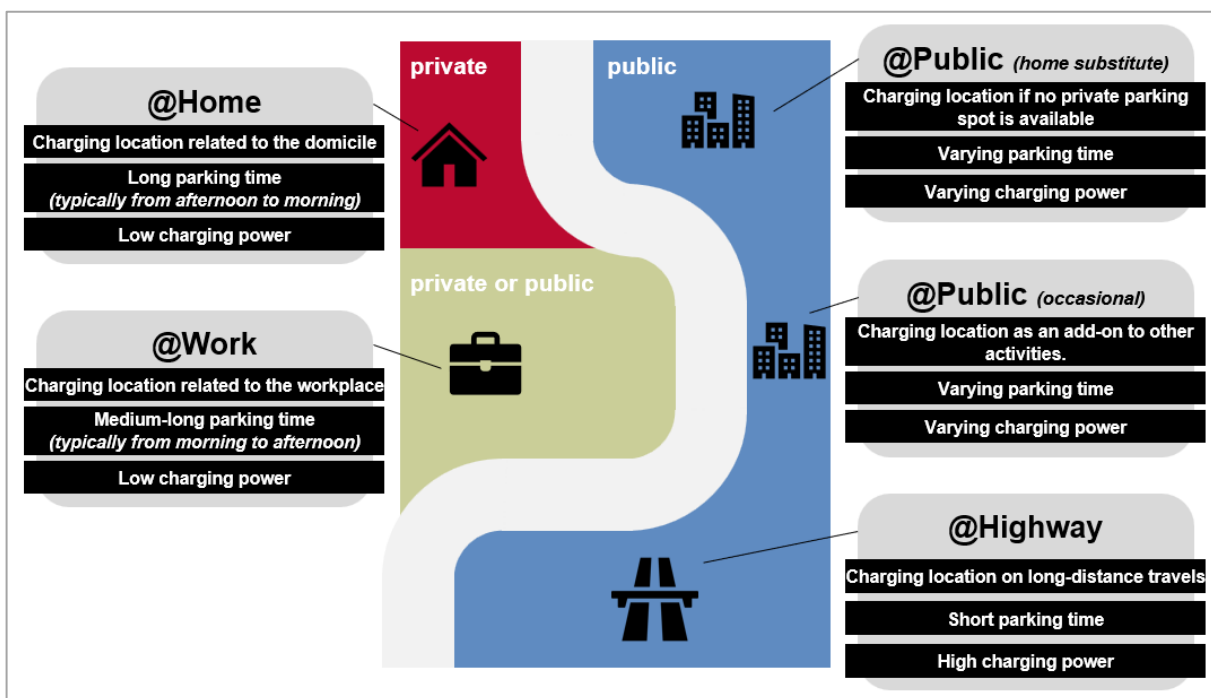 private
public
@Home
Charging location related to the domicile
Long parking time
(typically from afternoon to morning)
Low charging power
@Public (home substitute)
Charging location if no private parking
spot is available
Varying parking time
Varying charging power
private or public
@Work
Charging location related to the workplace
Medium-long parking time
(typically from morning to afternoon)
Low charging power
@Public (occasional)
Charging location as an add-on to other
activities.
Varying parking time
Varying charging power
@Highway
Charging location on long-distance travels
Short parking time
High charging power